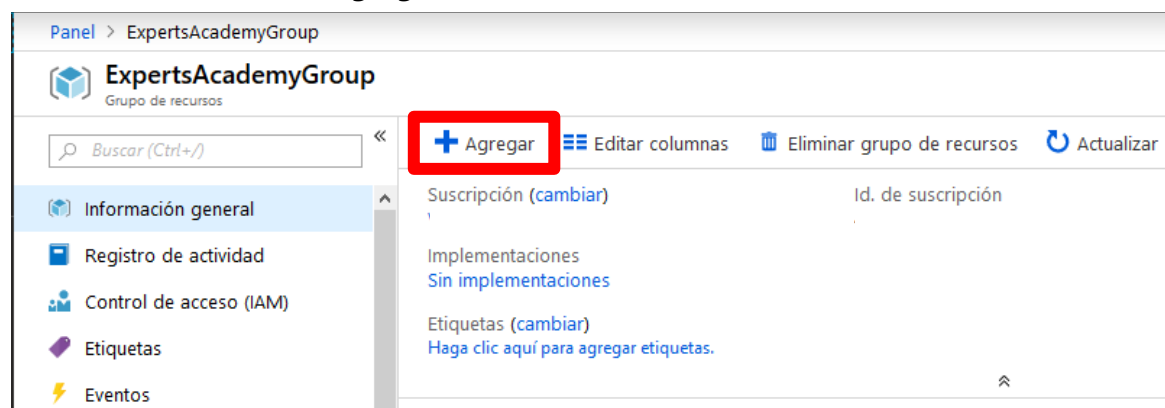 Panel > ExpertsAcademyGroup
ExpertsAcademyGroup
Grupo de recursos
Buscar (Ctrl+/)
«
Agregar
Editar columnas
Eliminar grupo de recursos
Actualizar
Información general
Registro de actividad
Control de acceso (IAM)
Etiquetas
Eventos
Suscripción (cambiar)
Id. de suscripción
Implementaciones
Sin implementaciones
Etiquetas (cambiar)
Haga clic aquí para agregar etiquetas.